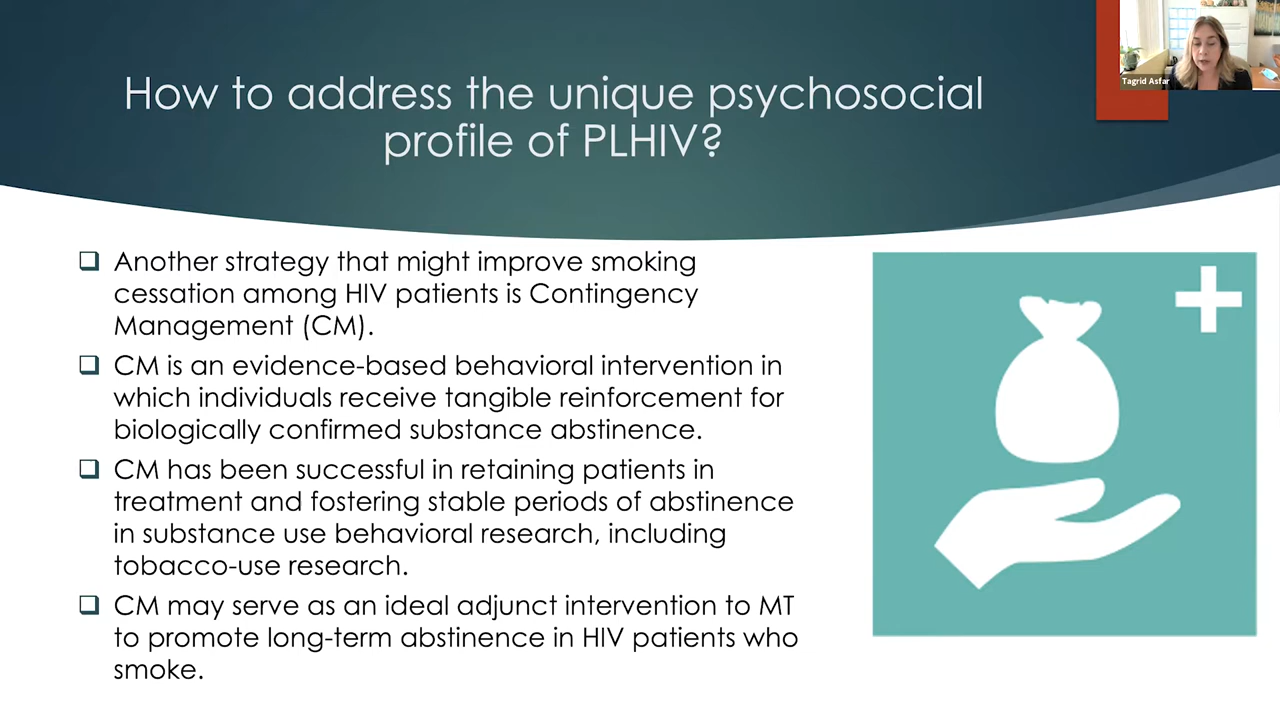 How to address the unique psychosocial
profile of PLHIV?
Tagrid Asfar
Another strategy that might improve smoking
cessation among HIV patients is Contingency
Management (CM).
CM is an evidence-based behavioral intervention in
which individuals receive tangible reinforcement for
biologically confirmed substance abstinence.
CM has been successful in retaining patients in
treatment and fostering stable periods of abstinence
in substance use behavioral research, including
tobacco-use research.
CM may serve as an ideal adjunct intervention to MT
to promote long-term abstinence in HIV patients who
smoke.